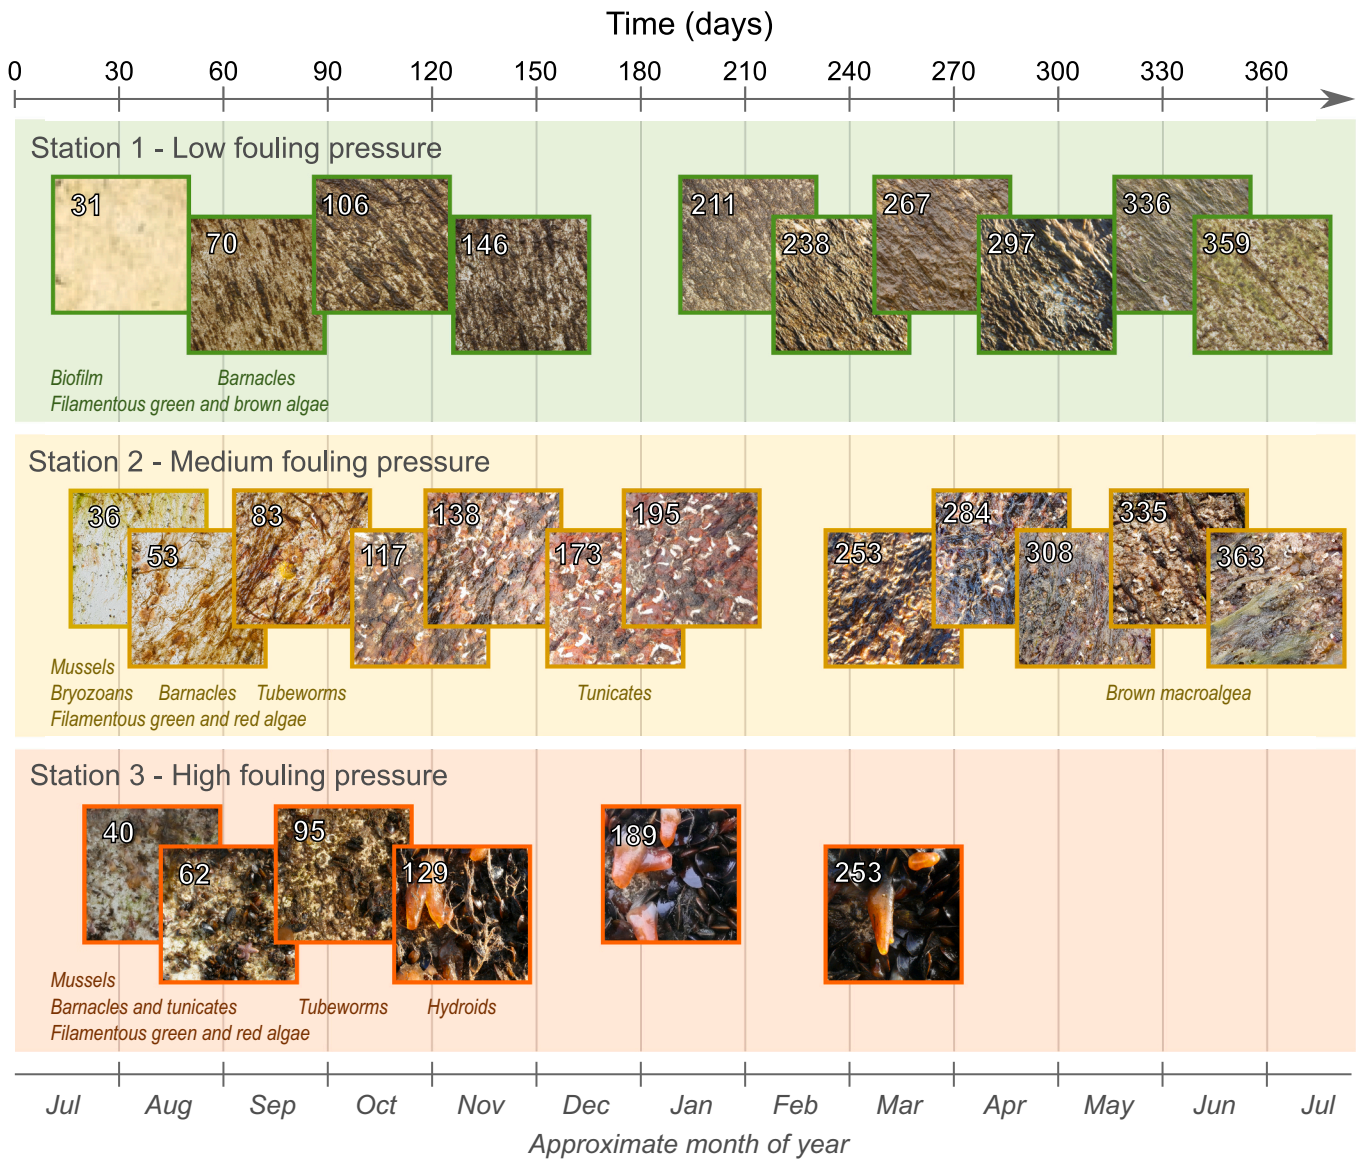 Time (days)
0 30 60 90 120 150 180 210 240 270 300 330 360
Station 1 - Low fouling pressure
31 106 211 267 336
70 146 238 297 359
Biofilm Barnacles
Filamentous green and brown algae
Station 2 - Medium fouling pressure
36 83 138 195 284 335
53 117 173 253 308 363
Mussels
Bryozoans Barnacles Tubeworms Tunicates Brown macroalgea
Filamentous green and red algae
Station 3 - High fouling pressure
40 95 189
62 129 253
Mussels
Barnacles and tunicates Tubeworms Hydroids
Filamentous green and red algae
Jul Aug Sep Oct Nov Dec Jan Feb Mar Apr May Jun Jul
Approximate month of year